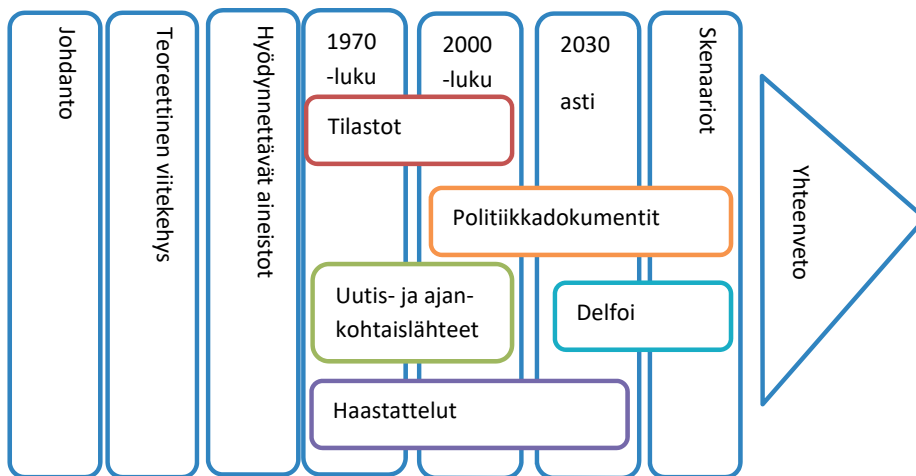 Johdanto
Teoreettinen viitekehys
Hyödynnettävät aineistot
1970
-luku
2000
-luku
2030
asti
Skenaariot
Tilastot
Politiikkadokumentit
Uutis- ja ajan-
kohtaislähteet
Delfoi
Haastattelut
Yhteenveto